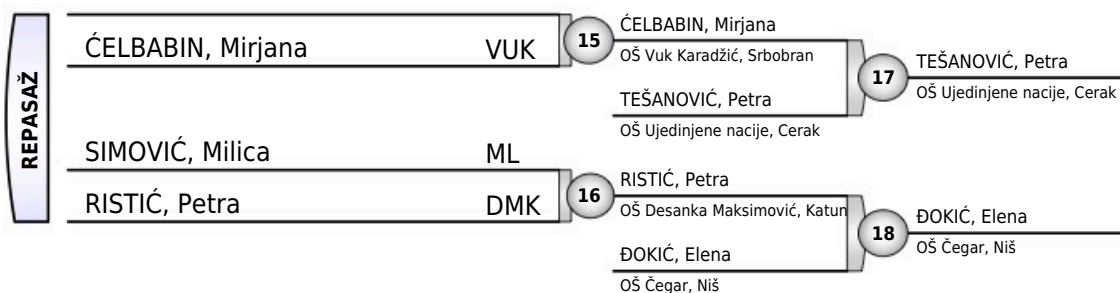 REPASAŽ
ĆELBABIN, Mirjana VUK
15
ĆELBABIN, Mirjana
OŠ Vuk Karadžić, Srbobran
TEŠANOVIĆ, Petra
OŠ Ujedinjene nacije, Cerak
17
TEŠANOVIĆ, Petra
OŠ Ujedinjene nacije, Cerak
SIMOVIĆ, Milica ML
RISTIĆ, Petra DMK
16
RISTIĆ, Petra
OŠ Desanka Maksimović, Katun
ĐOKIĆ, Elena
OŠ Čegar, Niš
18
ĐOKIĆ, Elena
OŠ Čegar, Niš